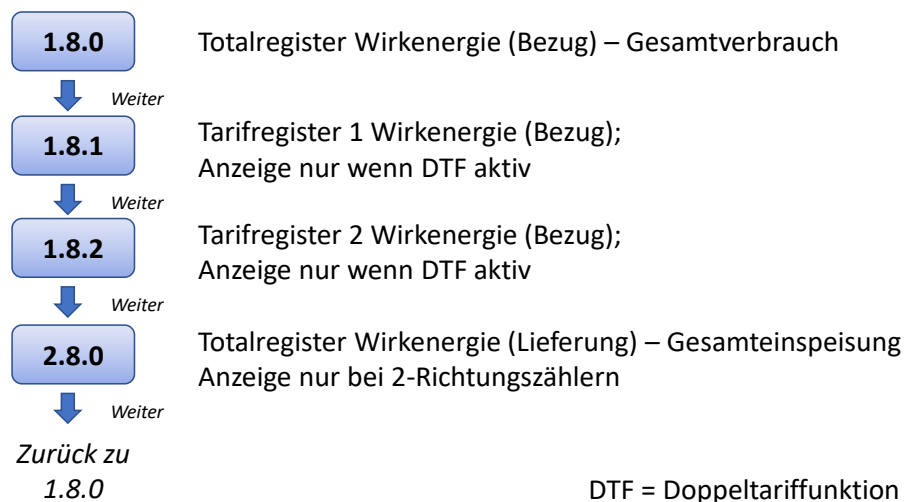 1.8.0
Totalregister Wirkenergie (Bezug) – Gesamtverbrauch
Weiter
1.8.1
Tarifregister 1 Wirkenergie (Bezug);
Anzeige nur wenn DTF aktiv
Weiter
1.8.2
Tarifregister 2 Wirkenergie (Bezug);
Anzeige nur wenn DTF aktiv
Weiter
2.8.0
Totalregister Wirkenergie (Lieferung) – Gesamteinspeisung
Anzeige nur bei 2-Richtungszählern
Weiter
Zurück zu
1.8.0
DTF = Doppeltariffunktion